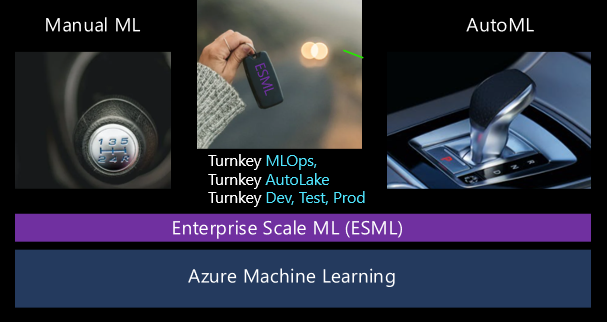 Manual ML
AutoML
ESML
1 3 5
2 4 R
Turnkey MLOps,
Turnkey AutoLake
Turnkey Dev, Test, Prod
Enterprise Scale ML (ESML)
Azure Machine Learning